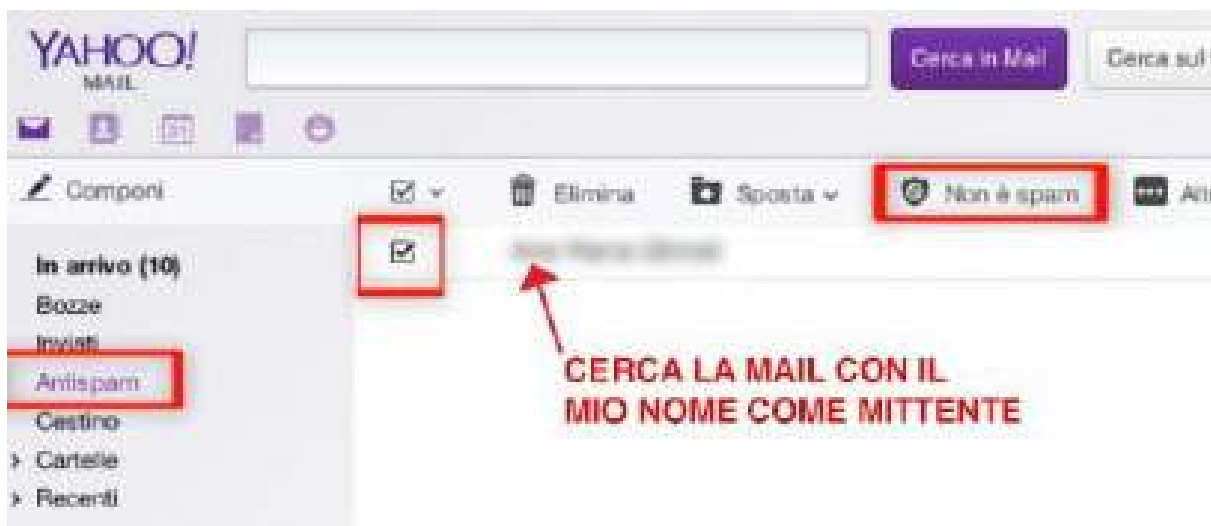 YAHOO!
MAIL
Cerca in Mail
Cerca sul
31
Componi
Elimina
Sposta
Non è spam
In arrivo (10)
Bozze
Inviati
Antispam
Cestino
Cartelle
Recenti
CERCA LA MAIL CON IL
MIO NOME COME MITTENTE